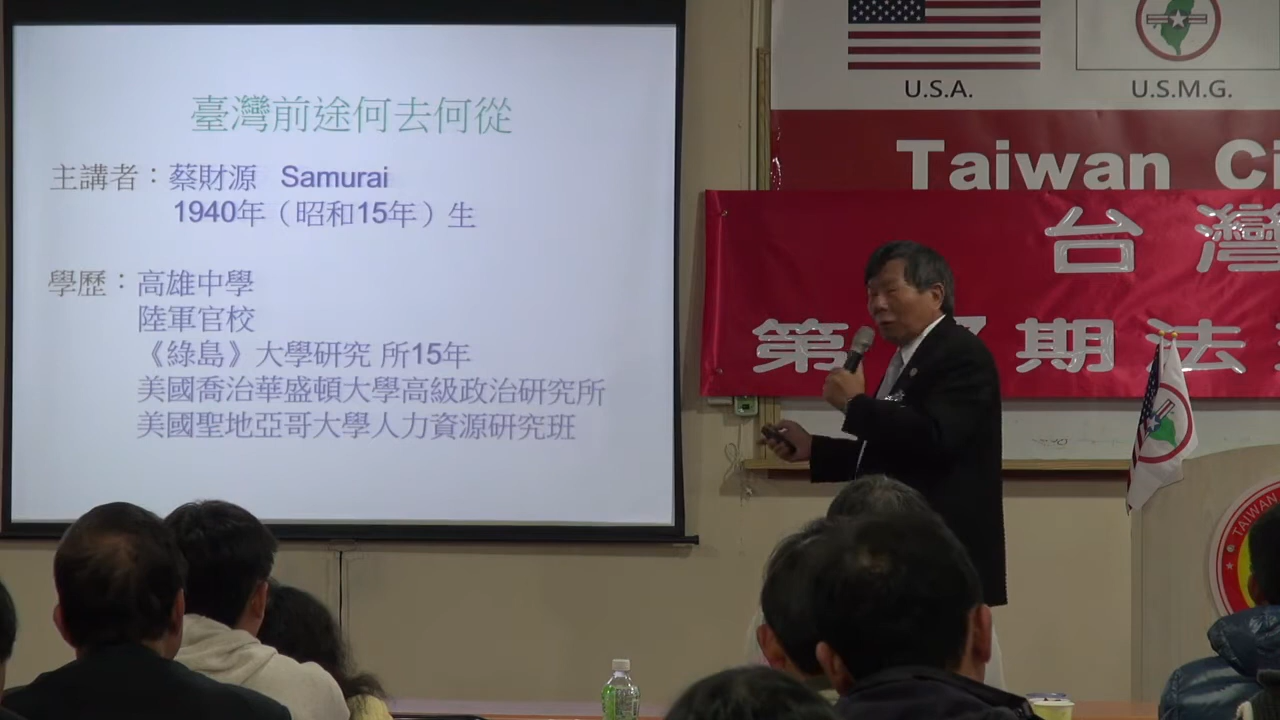 臺灣前途何去何從
主講者：蔡財源 Samurai
1940年（昭和15年）生
學歷：高雄中學
陸軍官校
《綠島》大學研究 所15年
美國喬治華盛頓大學高級政治研究所
美國聖地亞哥大學人力資源研究班
U.S.A.
U.S.M.G.
Taiwan Ci
台灣
第 期法
TAIWAN